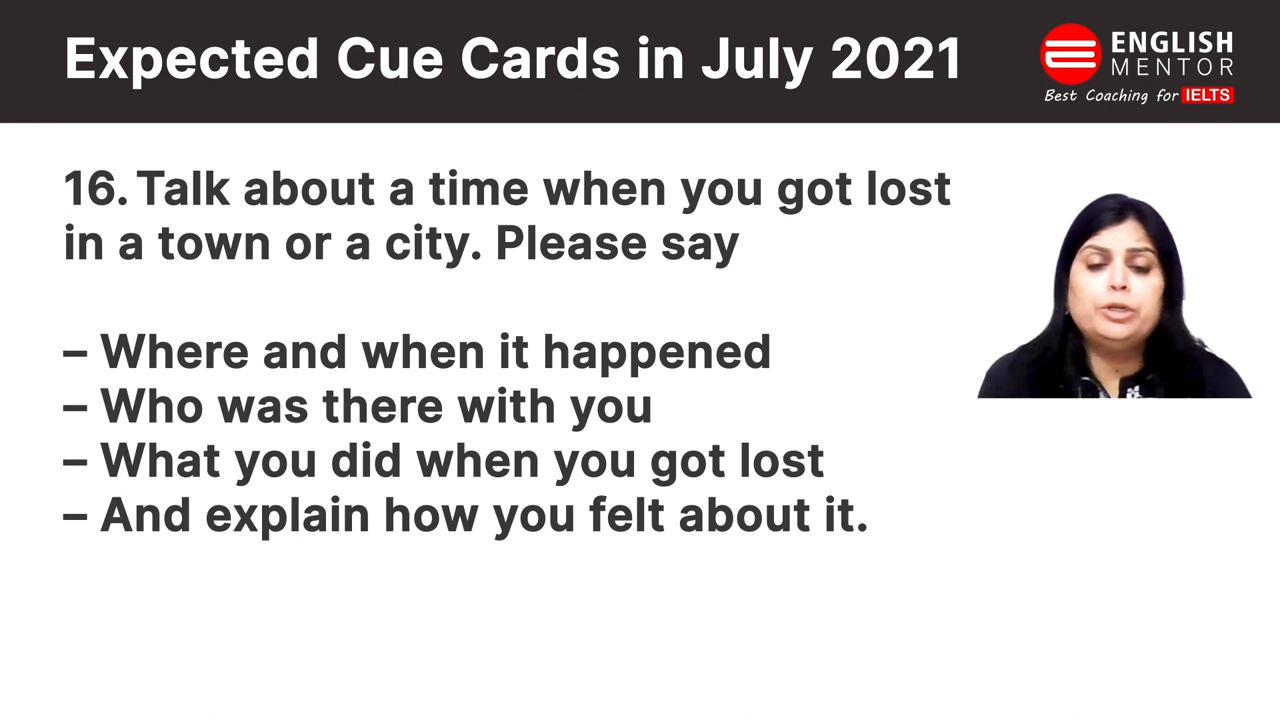 Expected Cue Cards in July 2021
ENGLISH
MENTOR
Best Coaching for IELTS
16. Talk about a time when you got lost
in a town or a city. Please say
– Where and when it happened
– Who was there with you
– What you did when you got lost
– And explain how you felt about it.